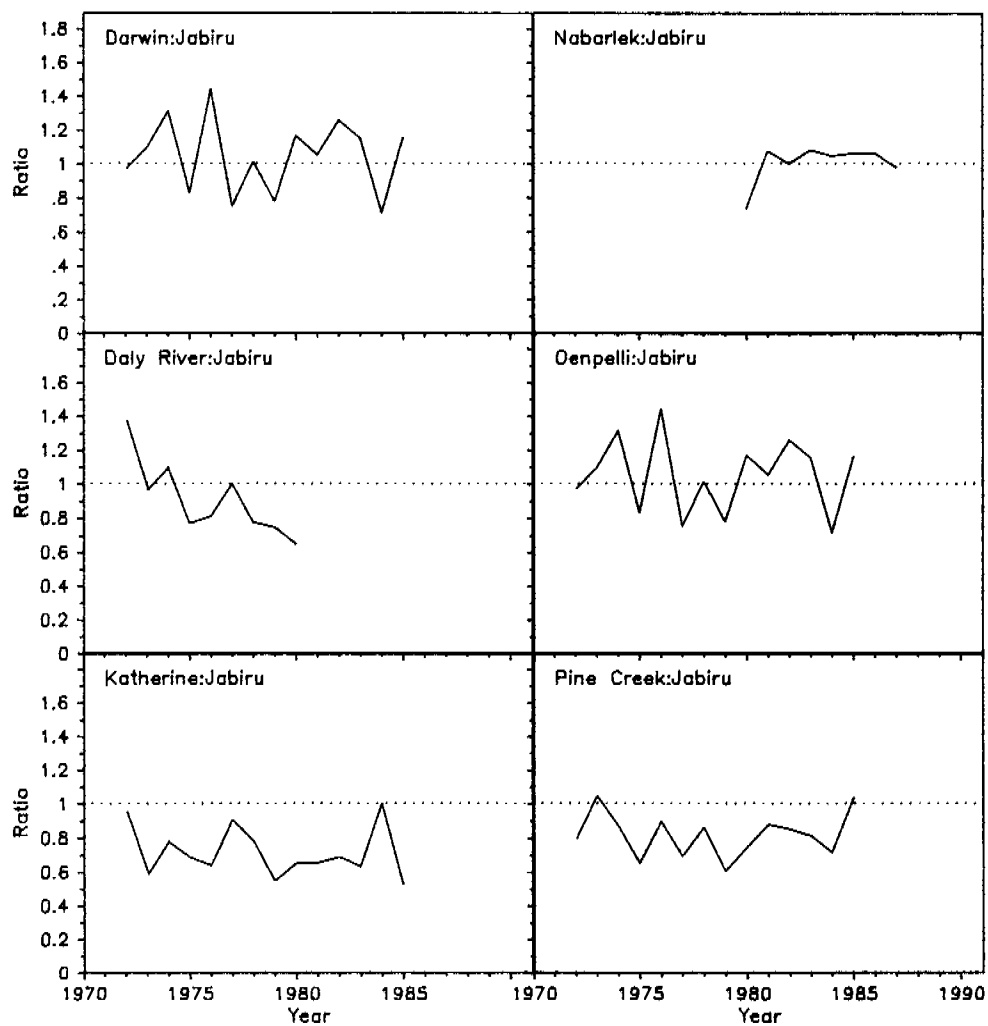 Darwin:Jabiru
Nabarlek:Jabiru
Ratio
1.8
1.6
1.4
1.2
1
.8
.6
.4
.2
0
Daly River:Jabiru
Oenpelli:Jabiru
Ratio
1.6
1.4
1.2
1
0.8
0.6
0.4
0.2
0
Katherine:Jabiru
Pine Creek:Jabiru
Ratio
1.6
1.4
1.2
1
0.8
0.6
0.4
0.2
0
1970 1975 1980 1985 1970 1975 1980 1985 1990
Year Year